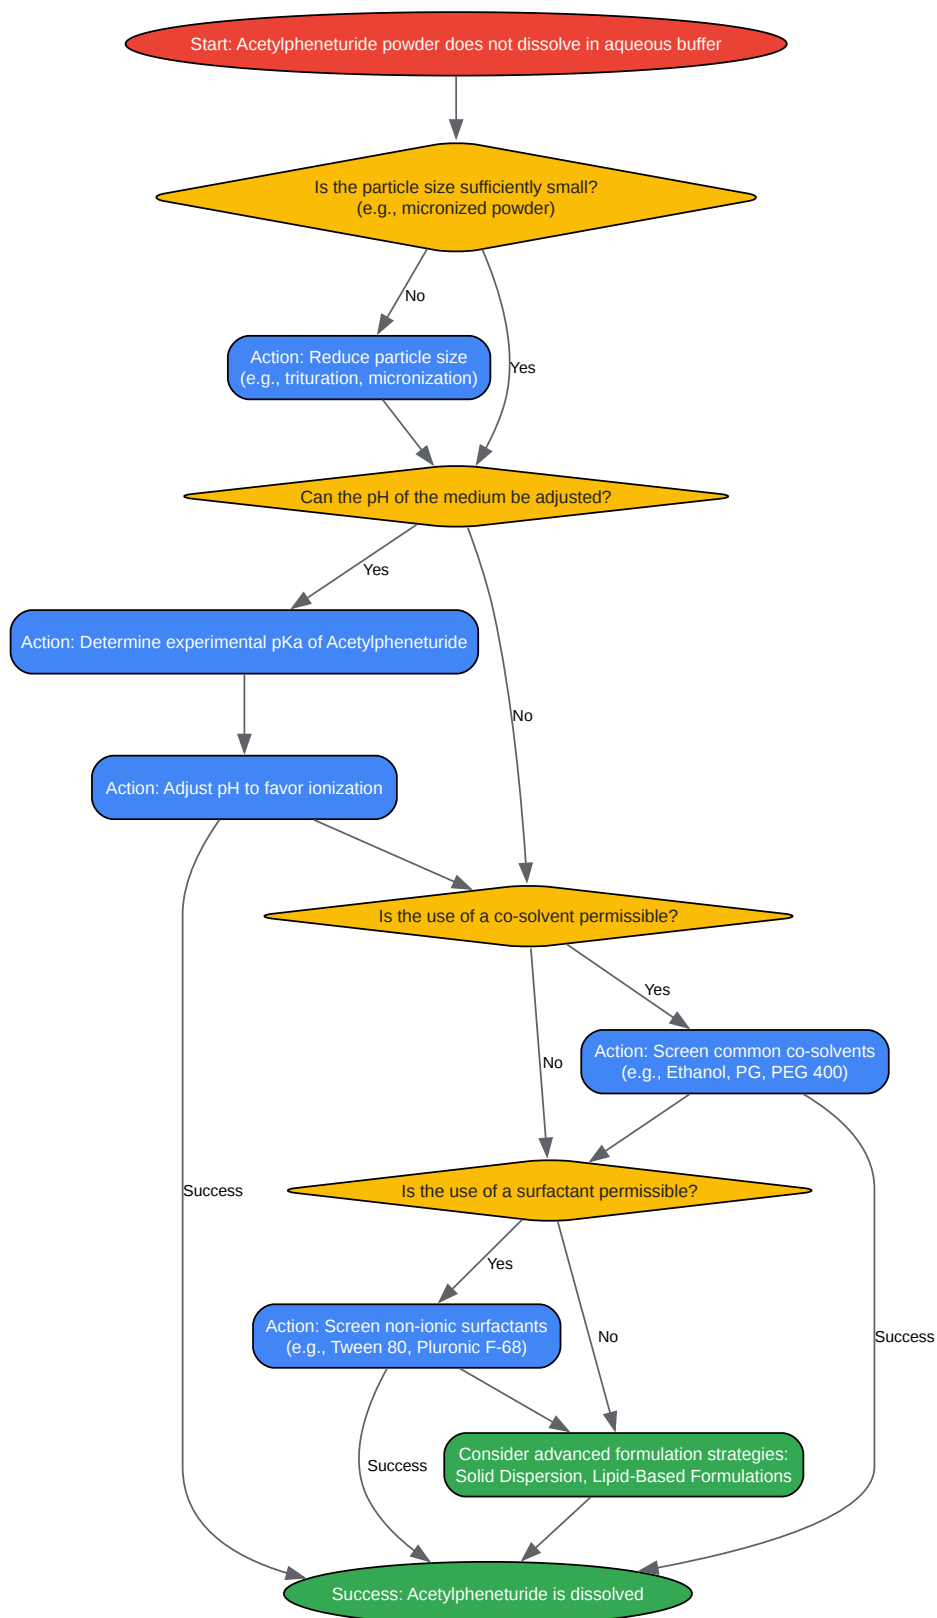 Start: Acetylpheneturide powder does not dissolve in aqueous buffer
Is the particle size sufficiently small?
(e.g., micronized powder)
No
Action: Reduce particle size
(e.g., trituration, micronization)
Yes
Can the pH of the medium be adjusted?
Yes
Action: Determine experimental pKa of Acetylpheneturide
No
Action: Adjust pH to favor ionization
Is the use of a co-solvent permissible?
Yes
Action: Screen common co-solvents
(e.g., Ethanol, PG, PEG 400)
No
Is the use of a surfactant permissible?
Success
Yes
Action: Screen non-ionic surfactants
(e.g., Tween 80, Pluronic F-68)
No
Success
Consider advanced formulation strategies:
Solid Dispersion, Lipid-Based Formulations
Success
Success: Acetylpheneturide is dissolved